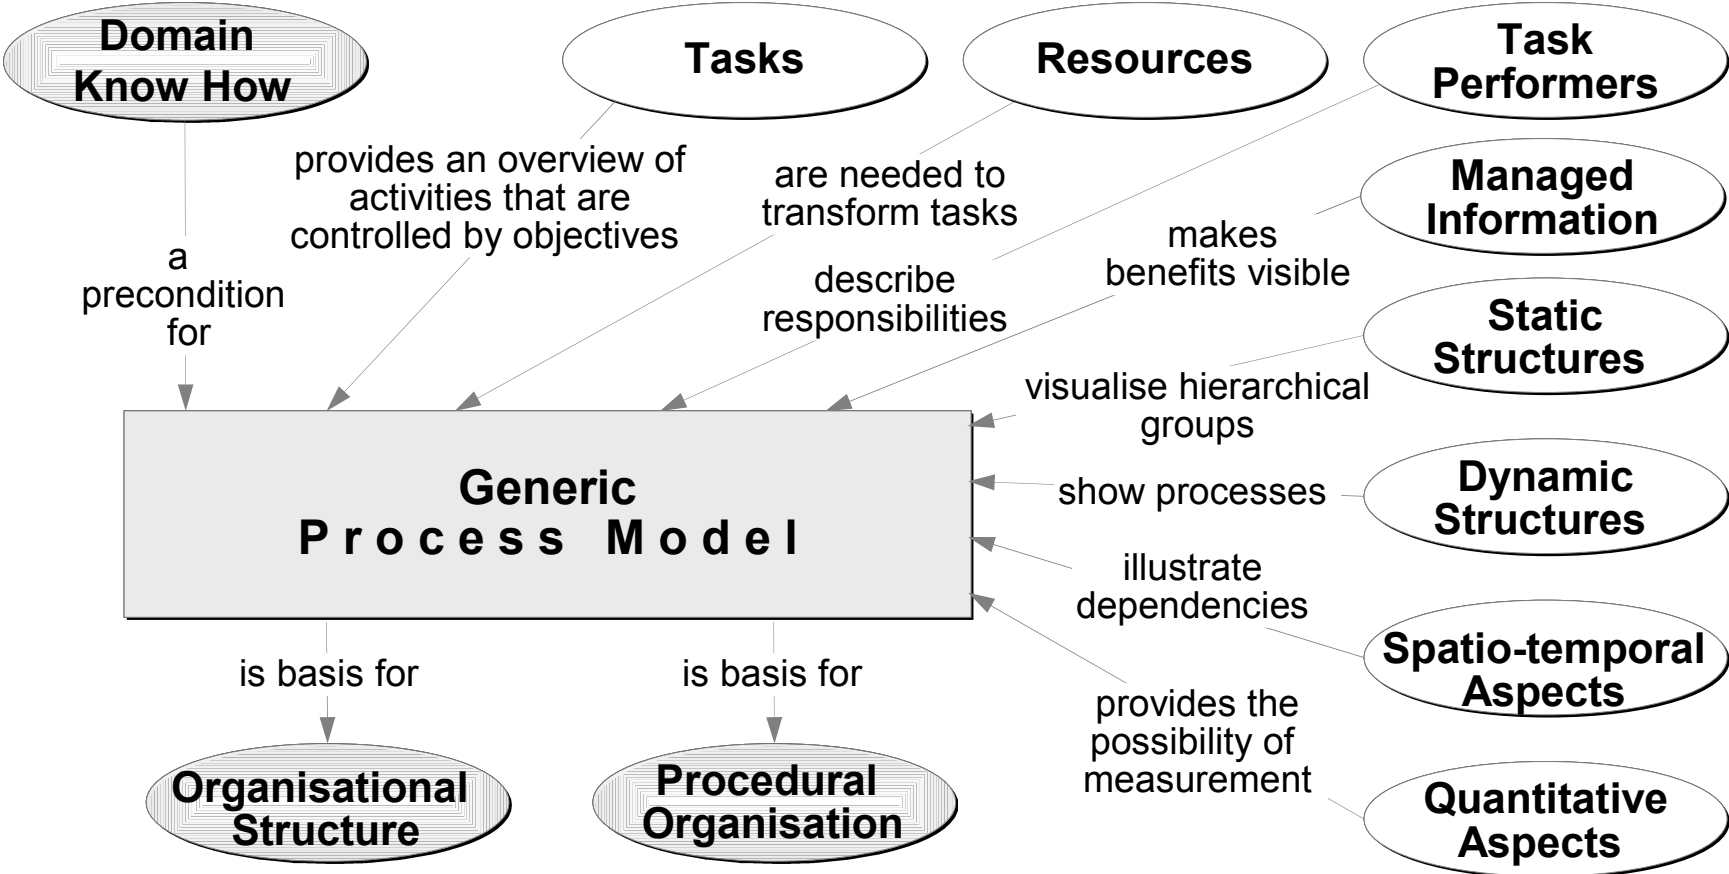 Domain
Know How
Tasks
Resources
Task
Performers
provides an overview of
activities that are
controlled by objectives
are needed to
transform tasks
Managed
Information
a
precondition
for
describe
responsibilities
makes
benefits visible
Static
Structures
visualise hierarchical
groups
Generic
Process Model
show processes
Dynamic
Structures
illustrate
dependencies
Spatio-temporal
Aspects
is basis for
is basis for
provides the
possibility of
measurement
Organisational
Structure
Procedural
Organisation
Quantitative
Aspects